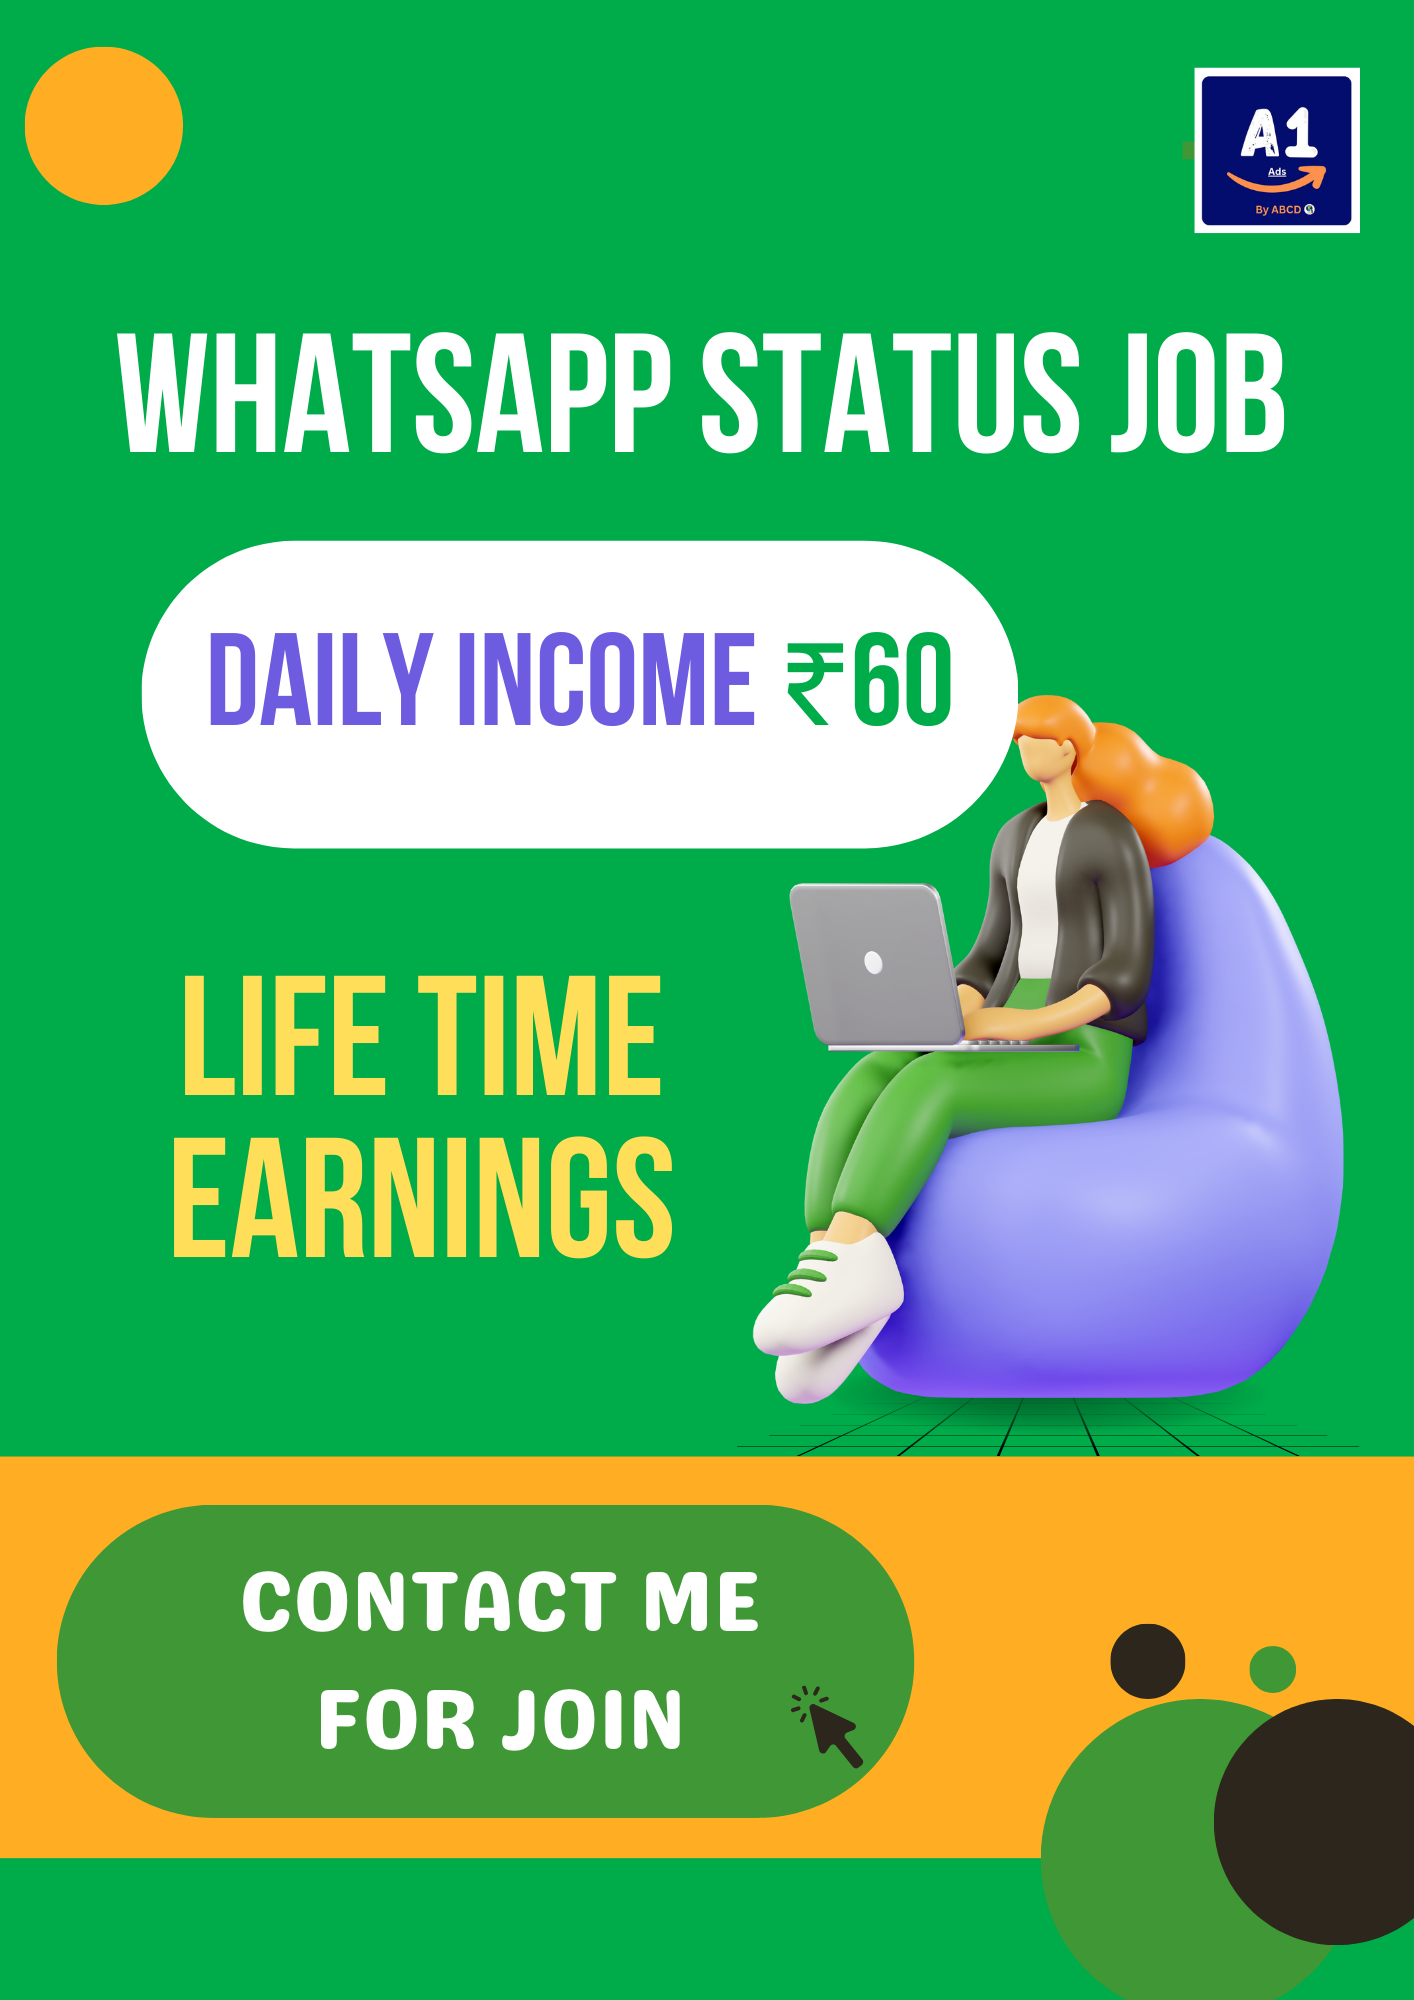 A1
Ads
By ABCD
WHATSAPP STATUS JOB
DAILY INCOME ₹60
LIFE TIME
EARNINGS
CONTACT ME
FOR JOIN